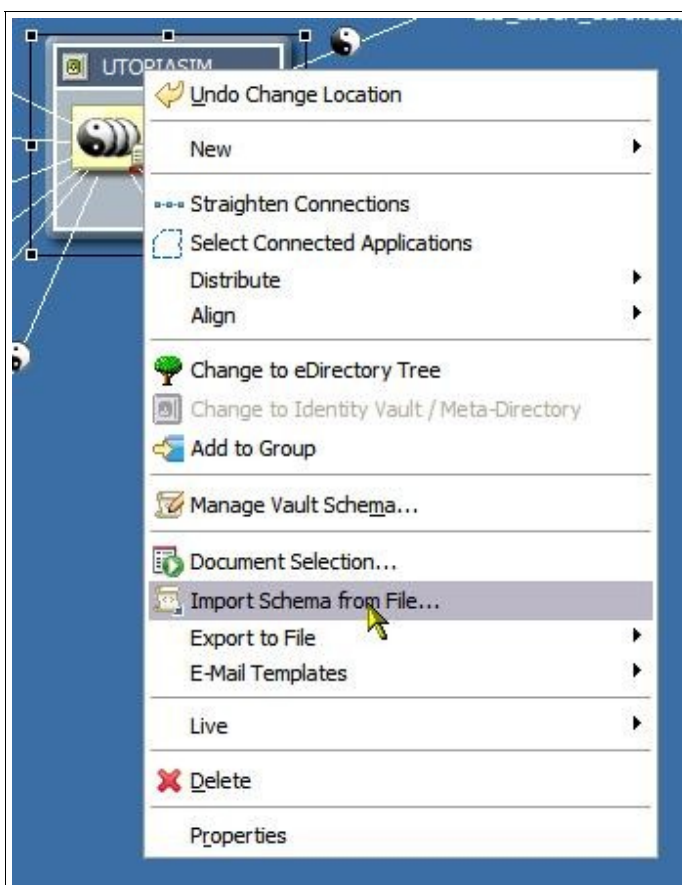 UTOPIASIM
Undo Change Location
New
Straighten Connections
Select Connected Applications
Distribute
Align
Change to eDirectory Tree
Change to Identity Vault / Meta-Directory
Add to Group
Manage Vault Schema...
Document Selection...
Import Schema from File...
Export to File
E-Mail Templates
Live
Delete
Properties